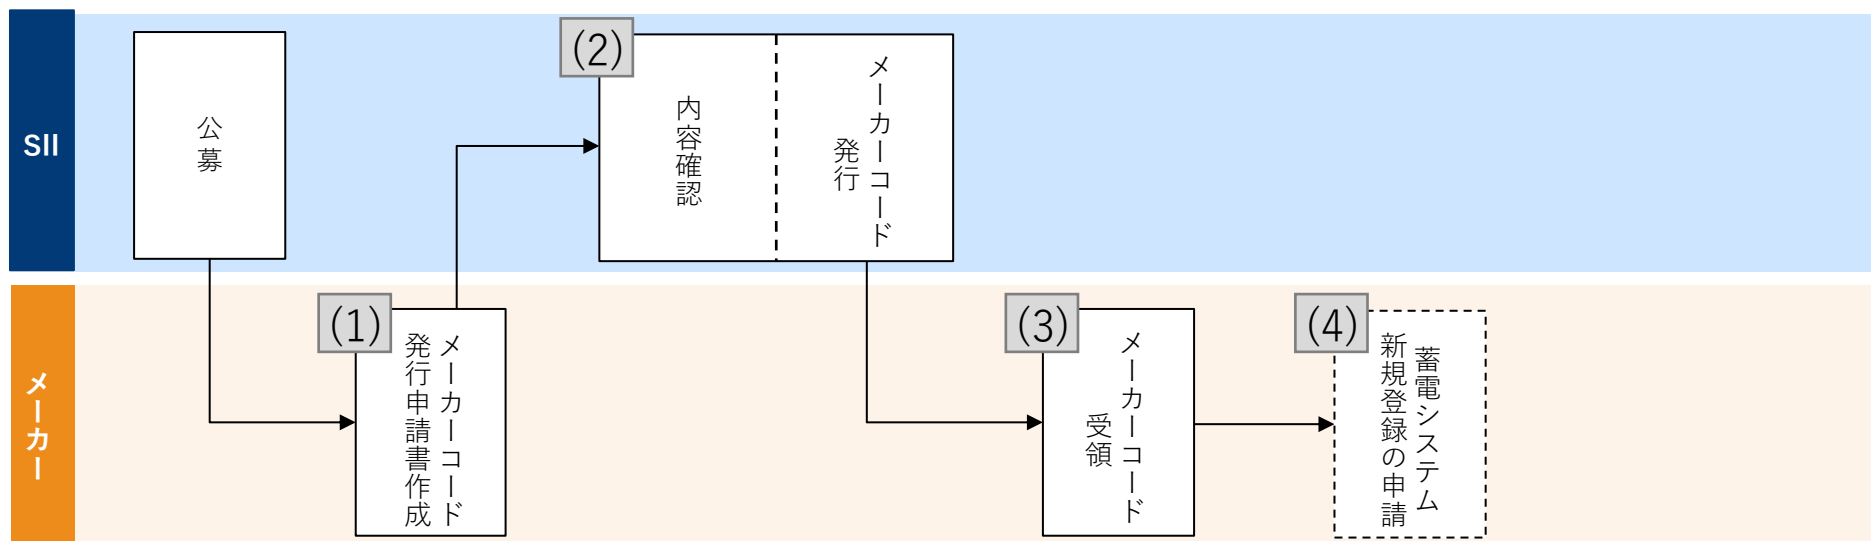 SII
公募
(2)
内容確認
メーカーコード
発行
メーカー
(1)
メーカーコード
発行申請書作成
(3)
メーカーコード
受領
(4)
蓄電システム
新規登録の申請